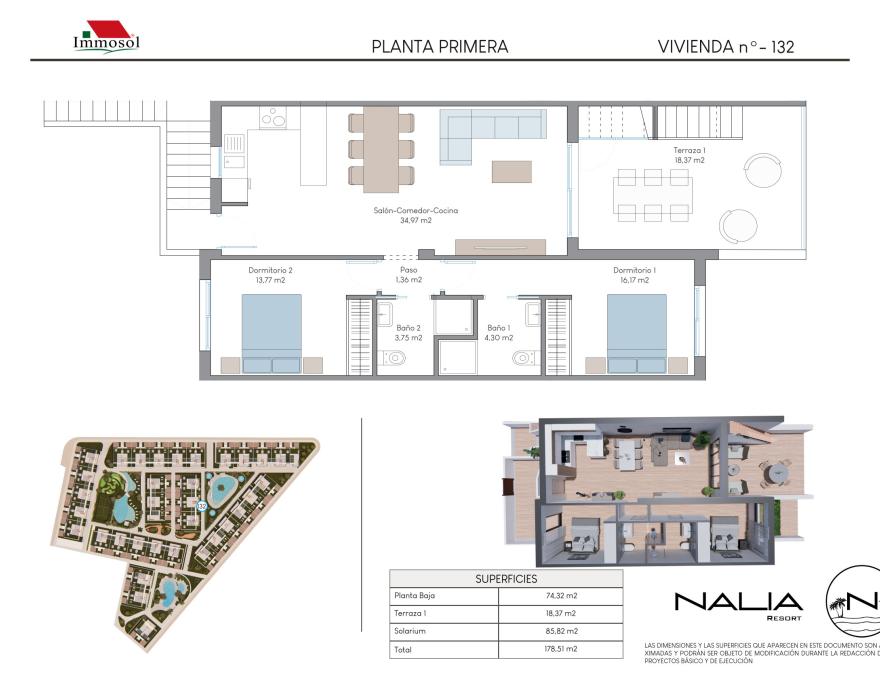 Immosol
PLANTA PRIMERA
VIVIENDA nº- 132
Terraza 1
18,37 m2
Salón-Comedor-Cocina
34,97 m2
Dormitorio 2
13,77 m2
Paso
1,36 m2
Dormitorio 1
16,17 m2
Baño 2
3,75 m2
Baño 1
4,30 m2
132
SUPERFICIES
Planta Baja 74,32 m2
Terraza 1 18,37 m2
Solarium 85,82 m2
Total 178,51 m2
NALIA
RESORT
N
LAS DIMENSIONES Y LAS SUPERFICIES QUE APARECEN EN ESTE DOCUMENTO SON
XIMADAS Y PODRÁN SER OBJETO DE MODIFICACIÓN DURANTE LA REDACCIÓN
PROYECTOS BÁSICO Y DE EJECUCIÓN